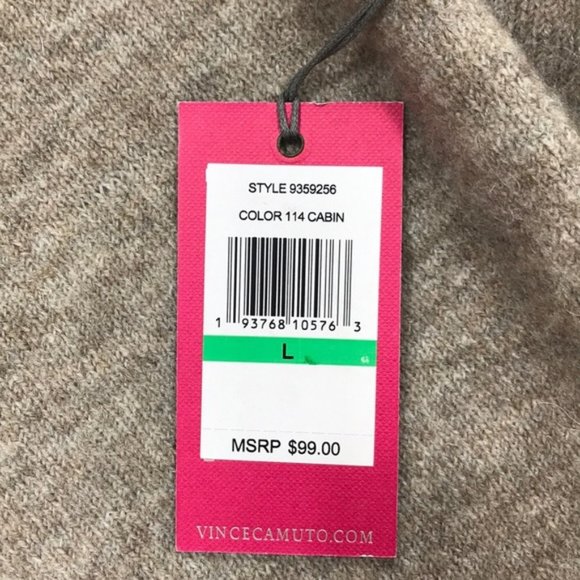 STYLE 9359256
COLOR 114 CABIN
1 93768 10576 3
L
MSRP $99.00
VINCECAMUTO.COM